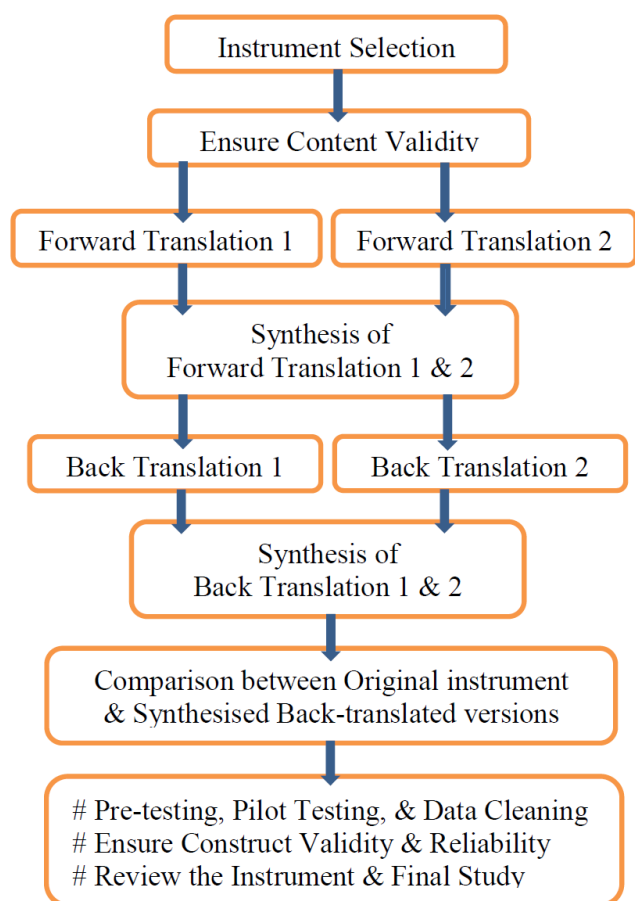 Instrument Selection
Ensure Content Validity
Forward Translation 1
Forward Translation 2
Synthesis of
Forward Translation 1 & 2
Back Translation 1
Back Translation 2
Synthesis of
Back Translation 1 & 2
Comparison between Original instrument
& Synthesised Back-translated versions
# Pre-testing, Pilot Testing, & Data Cleaning
# Ensure Construct Validity & Reliability
# Review the Instrument & Final Study